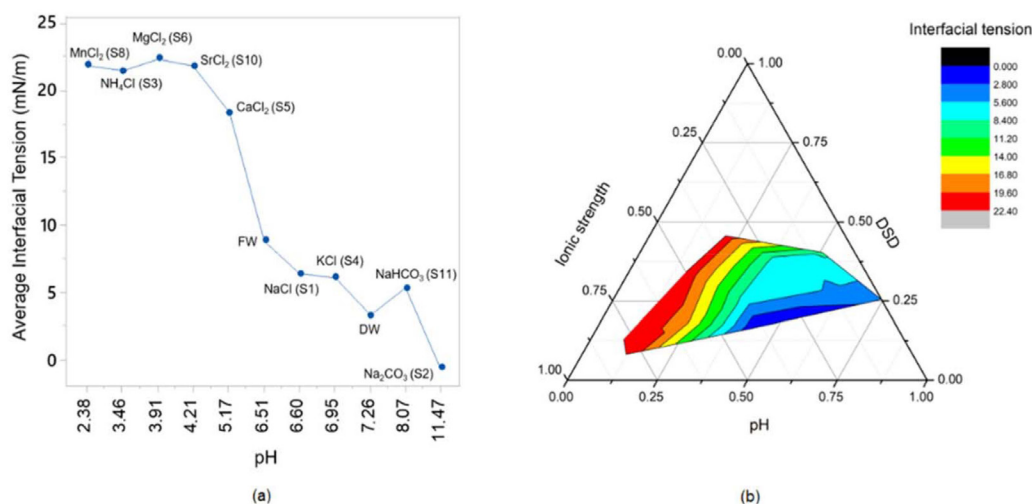 25
20
15
10
5
0
Average Interfacial Tension (mN/m)
MnCl₂ (S8)
NH₄Cl (S3)
MgCl₂ (S6)
SrCl₂ (S10)
CaCl₂ (S5)
FW
NaCl (S1)
KCl (S4)
DW
NaHCO₃ (S11)
Na₂CO₃ (S2)
2.38 3.46 3.91 4.21 5.17 6.51 6.60 6.95 7.26 8.07 11.47
pH
(a)
Interfacial tension
0.000
2.800
5.600
8.400
11.20
14.00
16.80
19.60
22.40
0.00
0.25
0.50
0.75
1.00
Ionic strength
1.00
0.75
0.50
0.25
0.00
DSD
0.00 0.25 0.50 0.75 1.00
pH
(b)